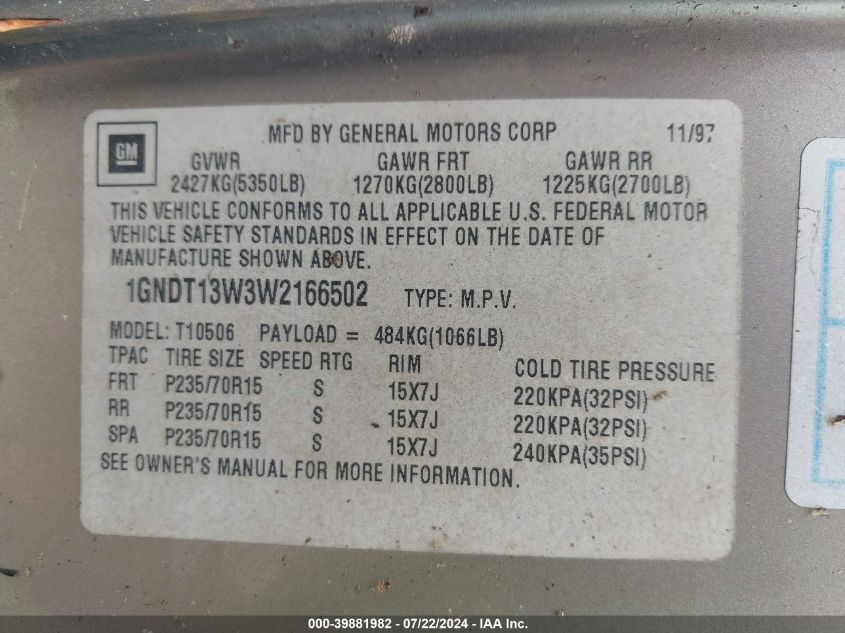 GM
MFD BY GENERAL MOTORS CORP 11/97
GVWR GAWR FRT GAWR RR
2427KG(5350LB) 1270KG(2800LB) 1225KG(2700LB)
THIS VEHICLE CONFORMS TO ALL APPLICABLE U.S. FEDERAL MOTOR
VEHICLE SAFETY STANDARDS IN EFFECT ON THE DATE OF
MANUFACTURE SHOWN ABOVE.
1GNDT13W3W2166502 TYPE: M.P.V.
MODEL: T10506 PAYLOAD = 484KG(1066LB)
TPAC TIRE SIZE SPEED RTG RIM COLD TIRE PRESSURE
FRT P235/70R15 S 15X7J 220KPA(32PSI)
RR P235/70R15 S 15X7J 220KPA(32PSI)
SPA P235/70R15 S 15X7J 240KPA(35PSI)
SEE OWNER'S MANUAL FOR MORE INFORMATION.
000-39881982 - 07/22/2024 - IAA Inc.